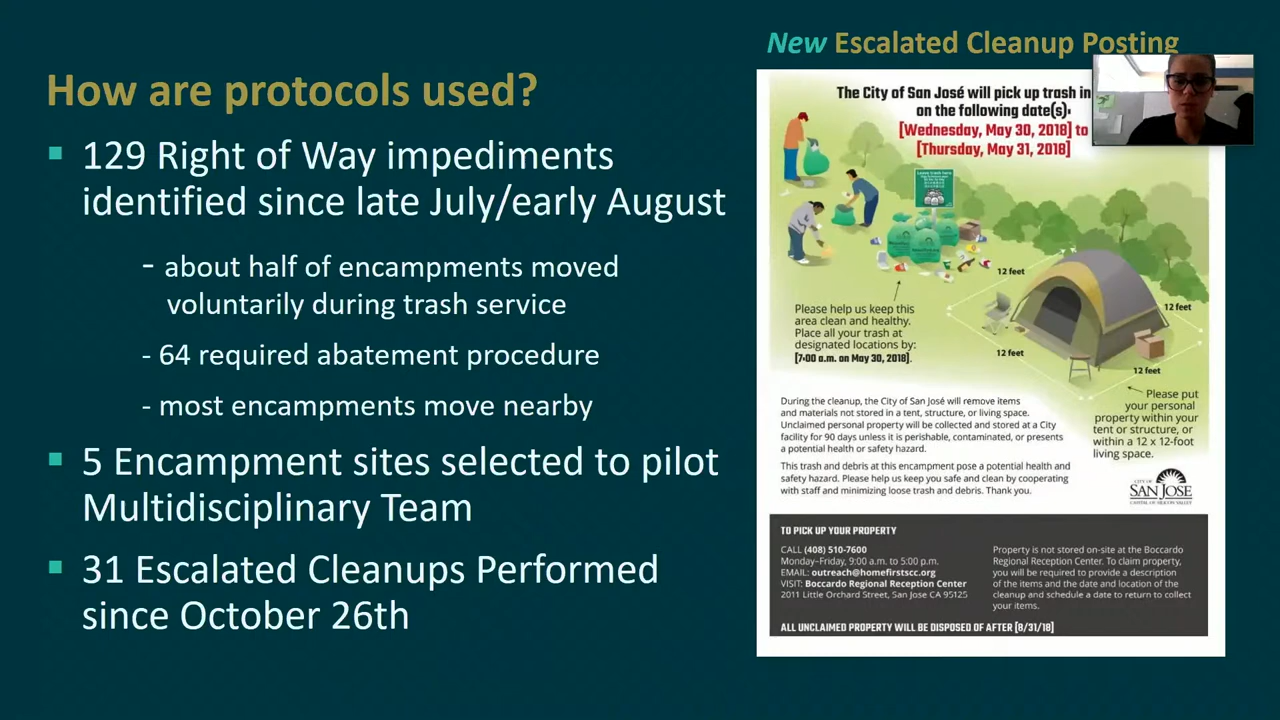 How are protocols used?
129 Right of Way impediments
identified since late July/early August
- about half of encampments moved
voluntarily during trash service
- 64 required abatement procedure
- most encampments move nearby
5 Encampment sites selected to pilot
Multidisciplinary Team
31 Escalated Cleanups Performed
since October 26th
New Escalated Cleanup Posting
The City of San José will pick up trash in
on the following date(s):
[Wednesday, May 30, 2018] to
[Thursday, May 31, 2018]
12 feet
12 feet
12 feet
12 feet
Please help us keep this
area clean and healthy.
Place all your trash at
designated locations by:
[7:00 a.m. on May 30, 2018].
Please put
your personal
property within your
tent or structure, or
within a 12 x 12-foot
living space.
During the cleanup, the City of San José will remove items
and materials not stored in a tent, structure, or living space.
Unclaimed personal property will be collected and stored at a City
facility for 90 days unless it is perishable, contaminated, or presents
a potential health or safety hazard.
This trash and debris at this encampment pose a potential health and
safety hazard. Please help us keep you safe and clean by cooperating
with staff and minimizing loose trash and debris. Thank you.
CITY OF
SAN JOSE
CAPITAL OF SILICON VALLEY
TO PICK UP YOUR PROPERTY
CALL (408) 510-7600
Monday–Friday, 9:00 a.m. to 5:00 p.m.
EMAIL: outreach@homefirstscc.org
VISIT: Boccardo Regional Reception Center
2011 Little Orchard Street, San Jose CA 95125
Property is not stored on-site at the Boccardo
Regional Reception Center. To claim property,
you will be required to provide a description
of the items and the date and location of the
cleanup and schedule a date to return to collect
your items.
ALL UNCLAIMED PROPERTY WILL BE DISPOSED OF AFTER [8/31/18]